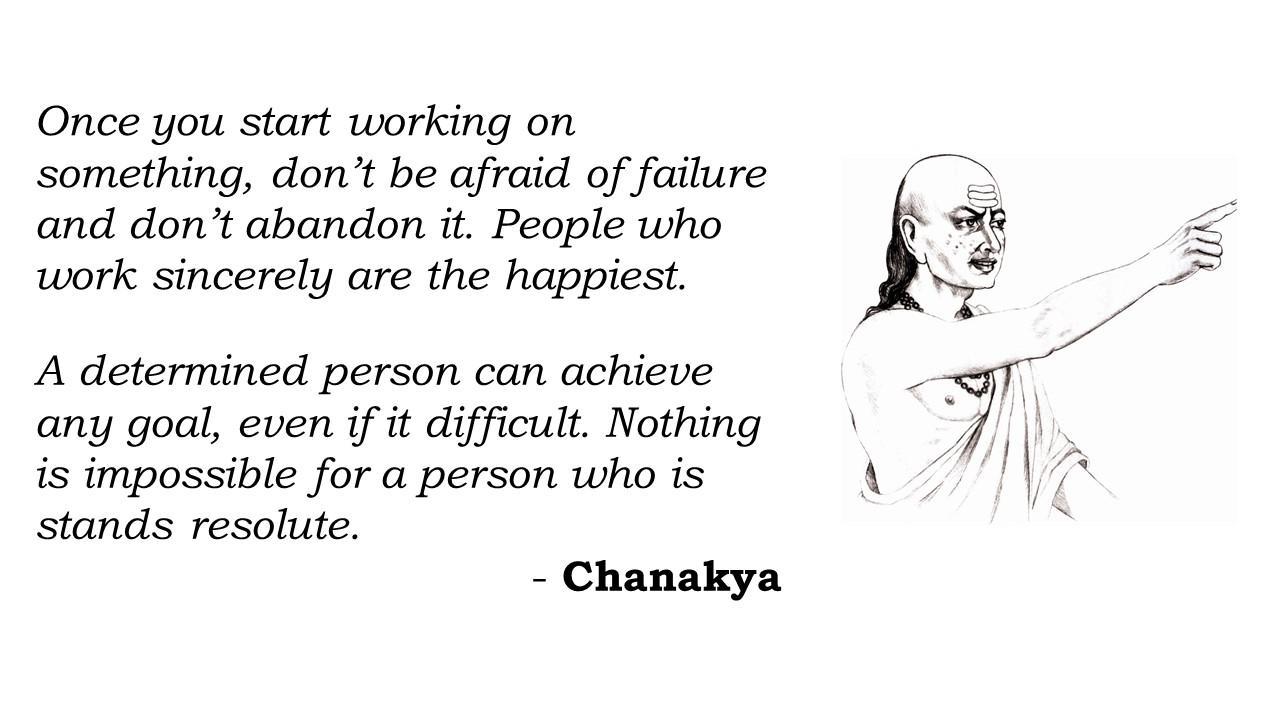 Once you start working on
something, don’t be afraid of failure
and don’t abandon it. People who
work sincerely are the happiest.
A determined person can achieve
any goal, even if it difficult. Nothing
is impossible for a person who is
stands resolute.
- Chanakya